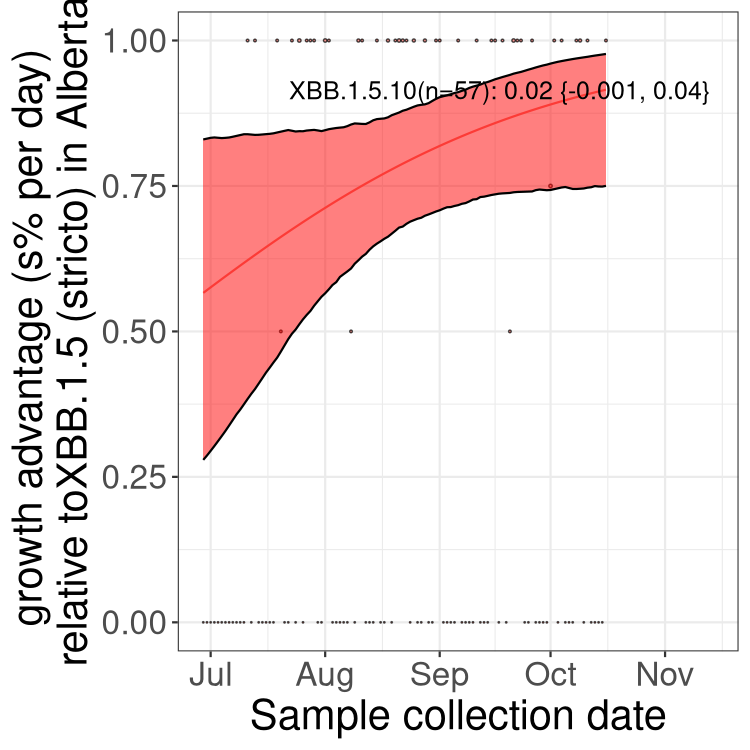 growth advantage (s% per day)
relative toXBB.1.5 (stricto) in Alberta
1.00
0.75
0.50
0.25
0.00
XBB.1.5.10(n=57): 0.02 {-0.001, 0.04}
Jul Aug Sep Oct Nov
Sample collection date